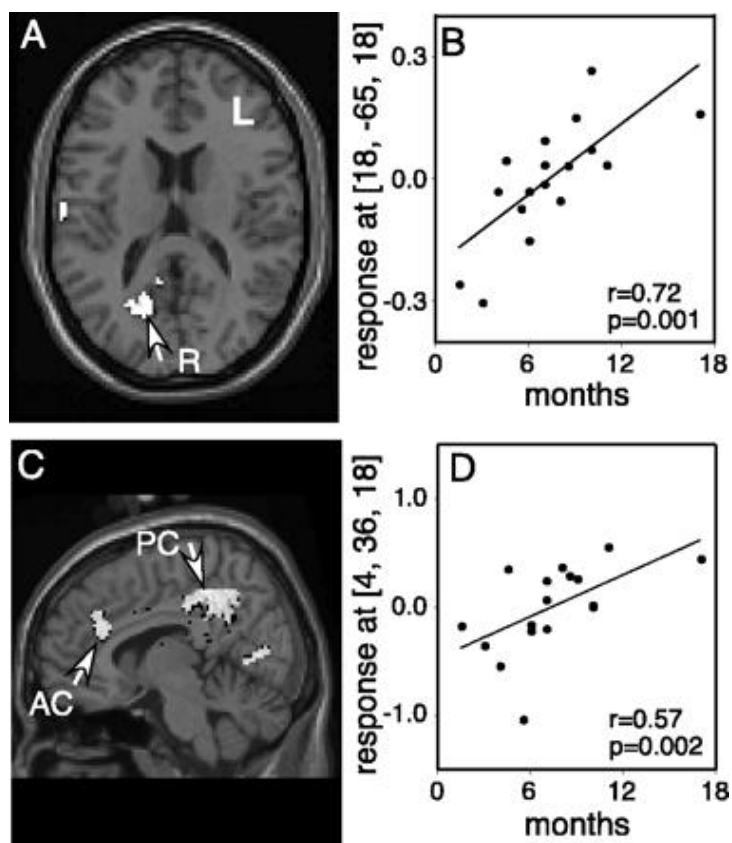 A
L
R
B
response at [18, -65, 18]
0.3
0.0
-0.3
r=0.72
p=0.001
0
6
12
18
months
C
PC
AC
D
response at [4, 36, 18]
1.0
0.0
-1.0
r=0.57
p=0.002
0
6
12
18
months